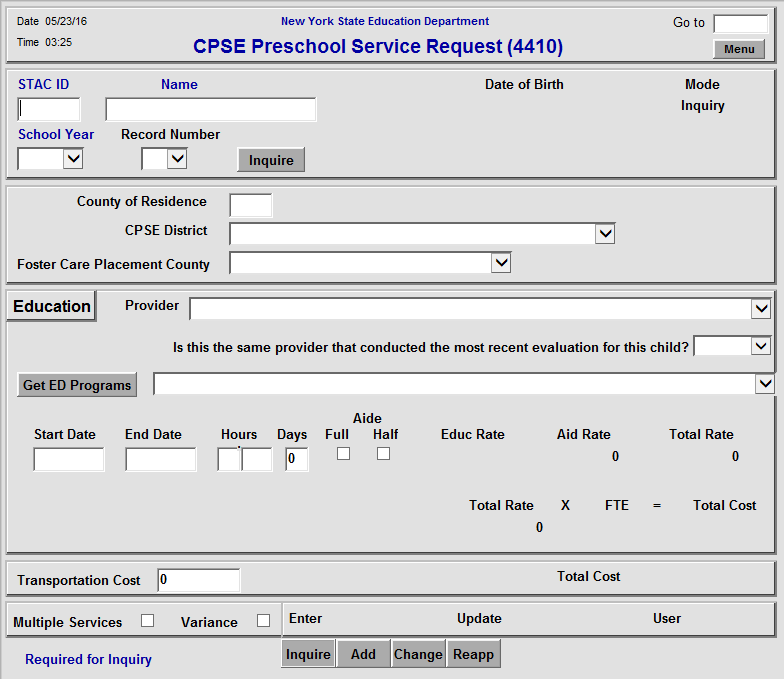 Date 05/23/16 New York State Education Department Go to
Time 03:25 CPSE Preschool Service Request (4410) Menu
STAC ID Name Date of Birth Mode
Inquiry
School Year Record Number
Inquire
County of Residence
CPSE District
Foster Care Placement County
Education Provider
Is this the same provider that conducted the most recent evaluation for this child?
Get ED Programs
Aide
Start Date End Date Hours Days Full Half Educ Rate Aid Rate Total Rate
: 0 0 0
Total Rate X FTE = Total Cost
0
Transportation Cost 0 Total Cost
Multiple Services Variance Enter Update User
Required for Inquiry Inquire Add Change Reapp